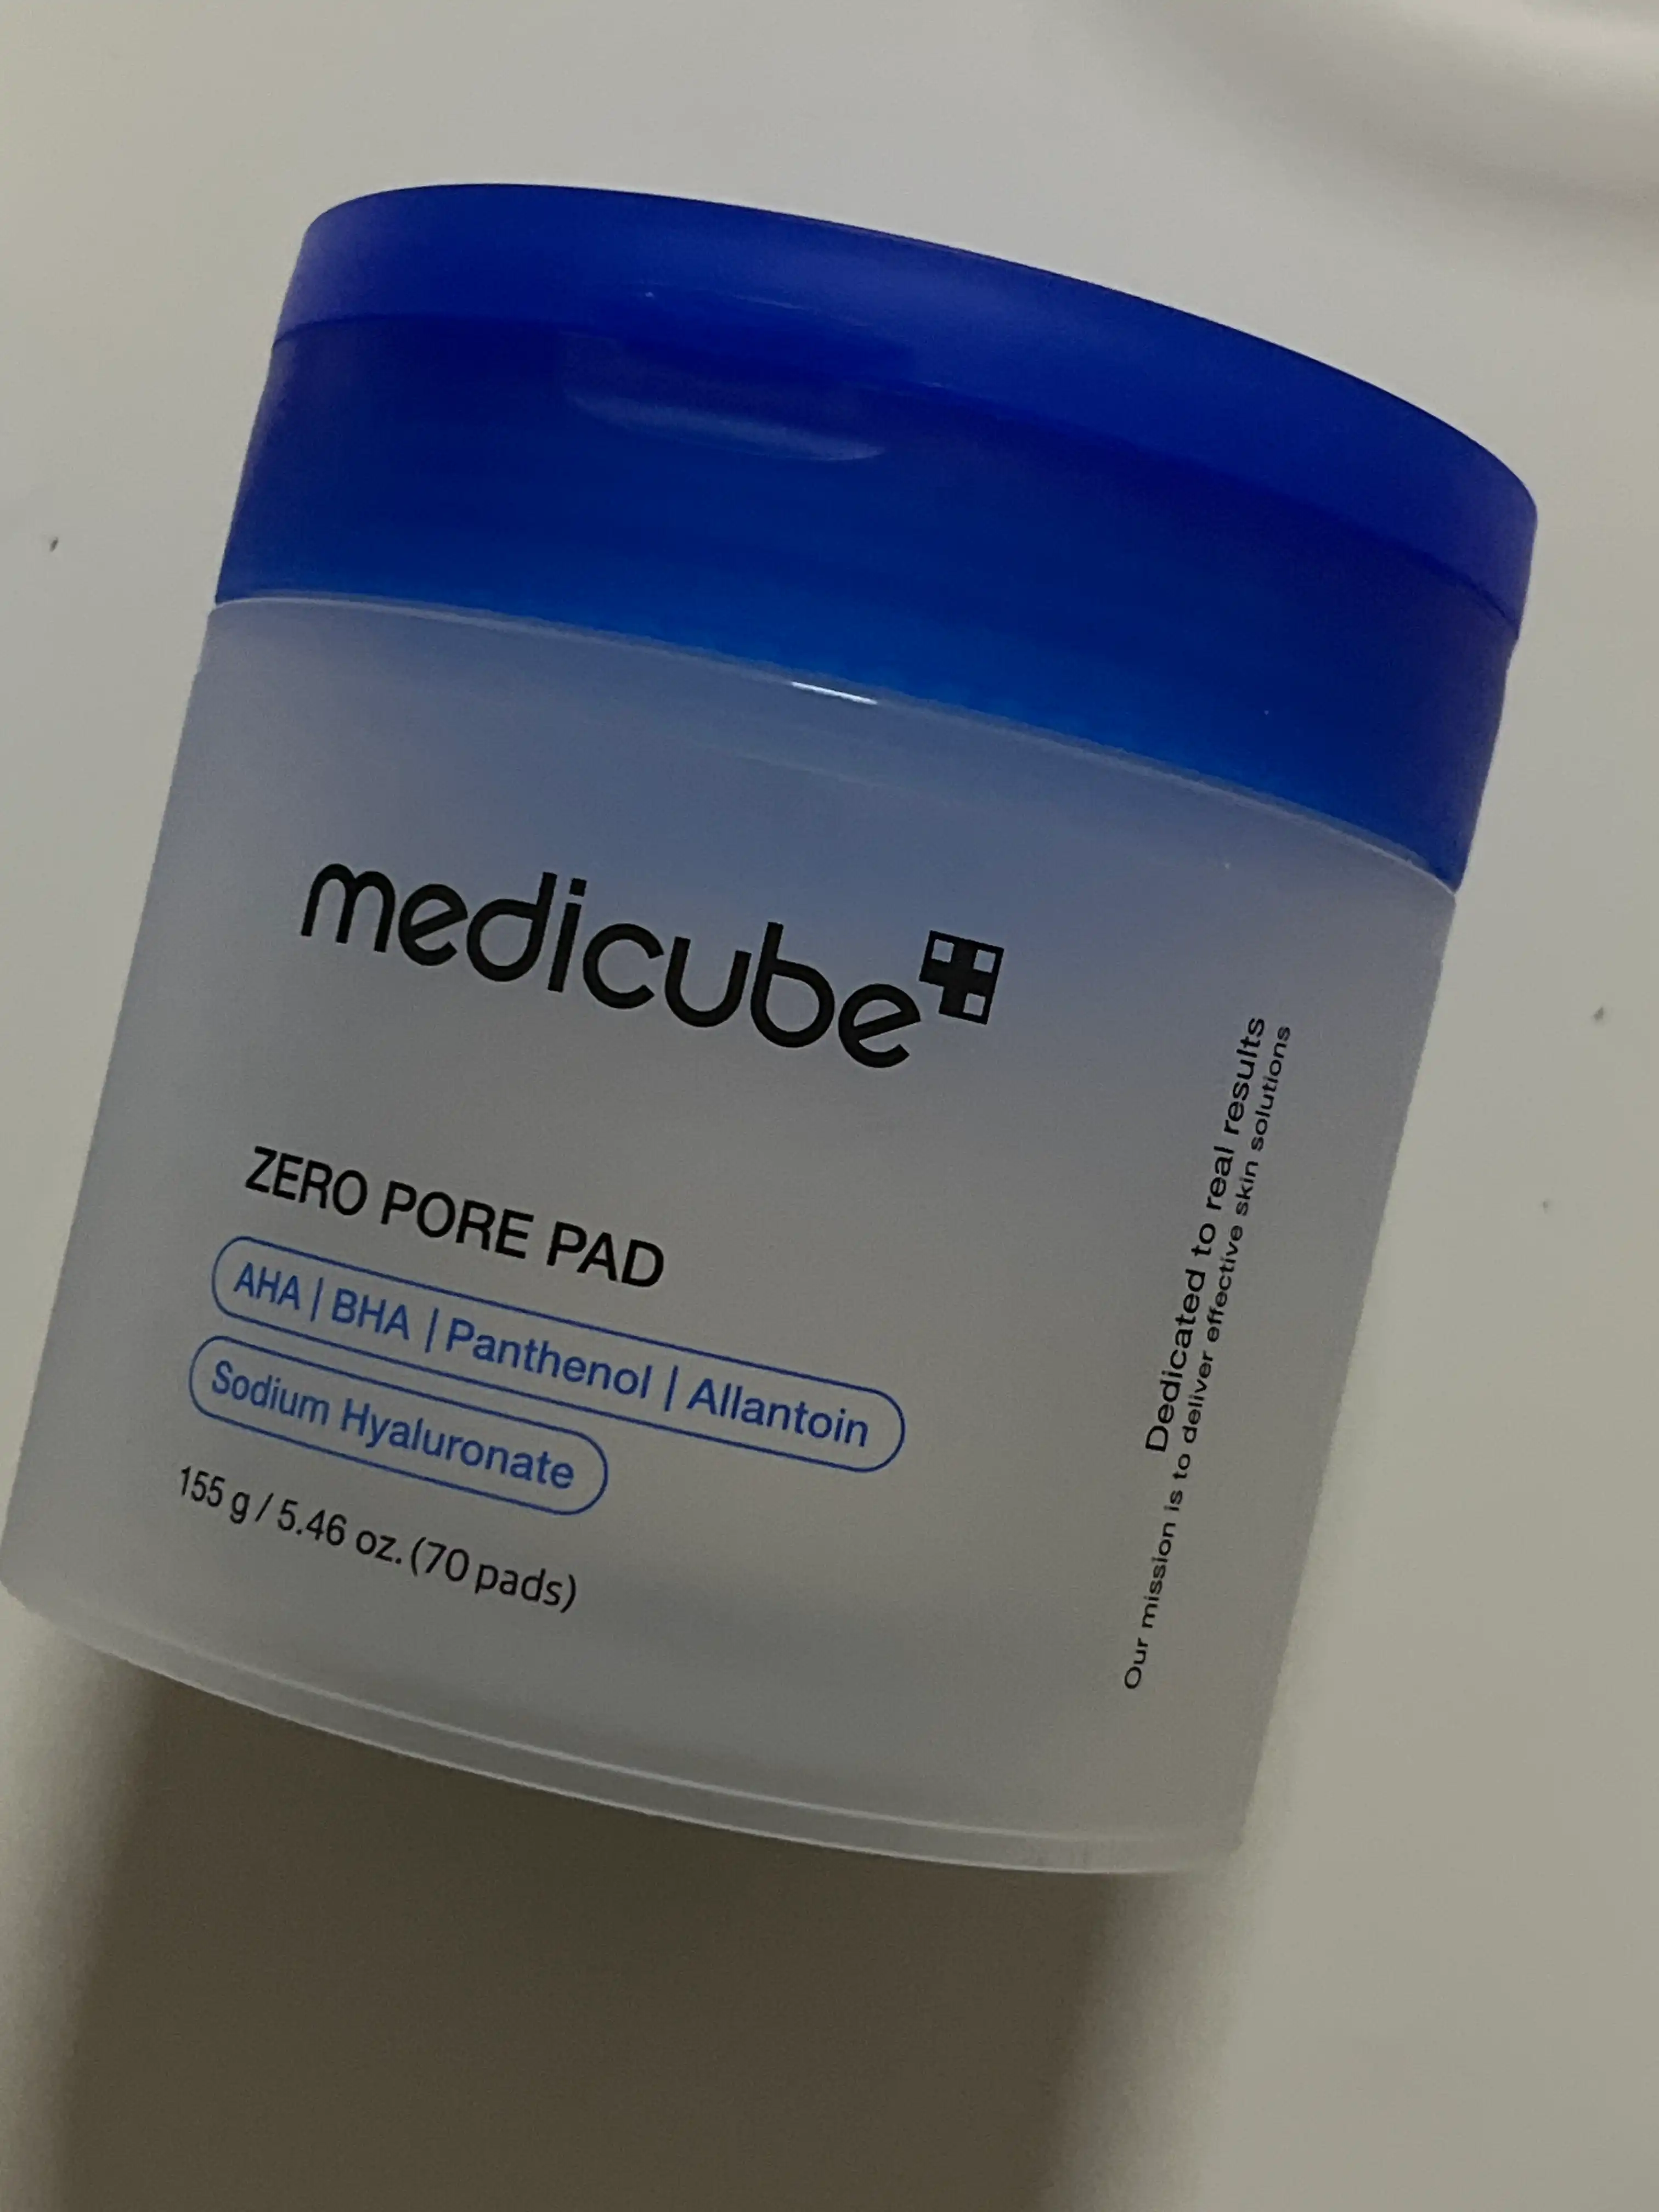 medicube
ZERO PORE PAD
AHA | BHA | Panthenol | Allantoin
Sodium Hyaluronate
155 g / 5.46 oz. (70 pads)
Dedicated to real results
Our mission is to deliver effective skin solutions